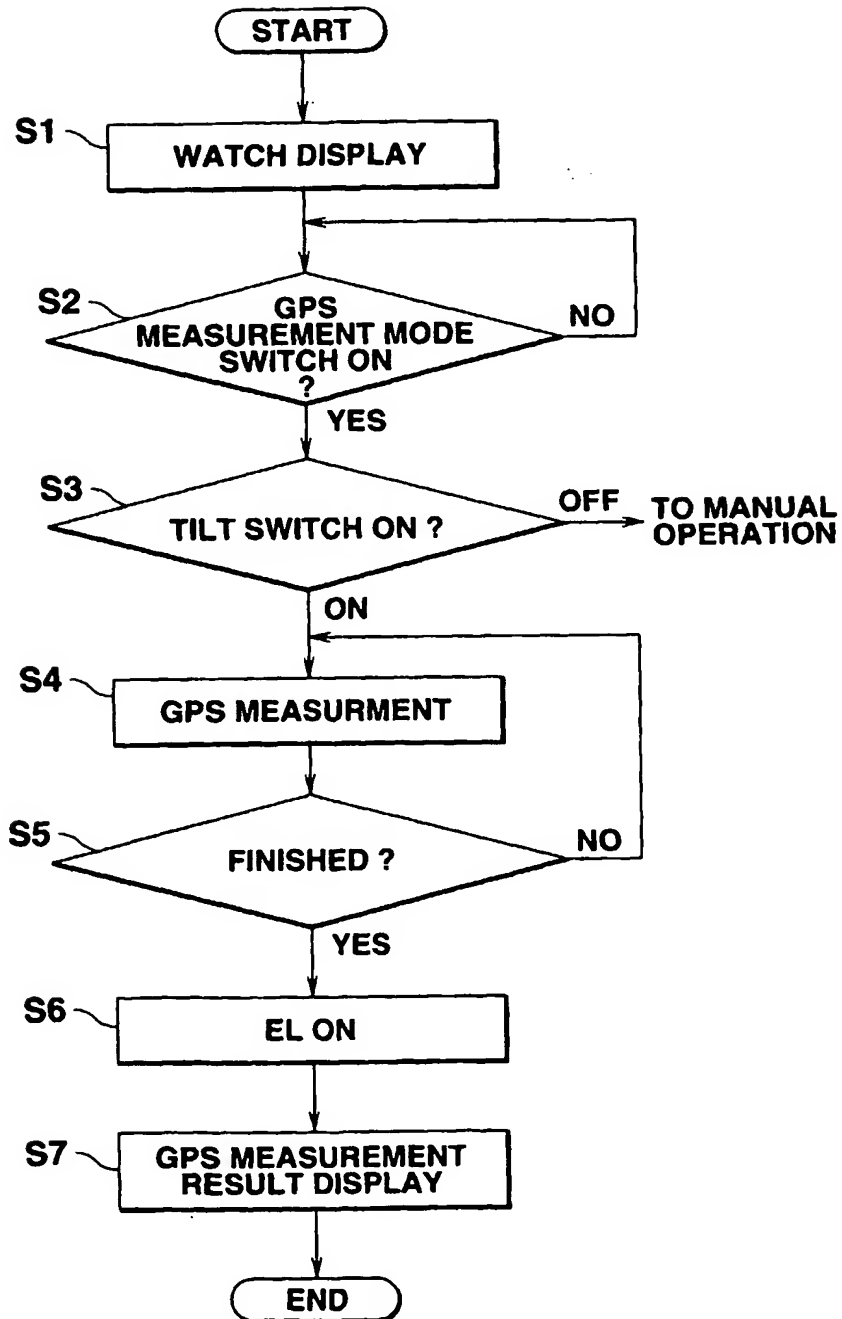 START
S1
WATCH DISPLAY
S2
GPS
MEASUREMENT MODE
SWITCH ON
?
NO
YES
S3
TILT SWITCH ON ?
OFF
TO MANUAL
OPERATION
ON
S4
GPS MEASURMENT
S5
FINISHED ?
NO
YES
S6
EL ON
S7
GPS MEASUREMENT
RESULT DISPLAY
END